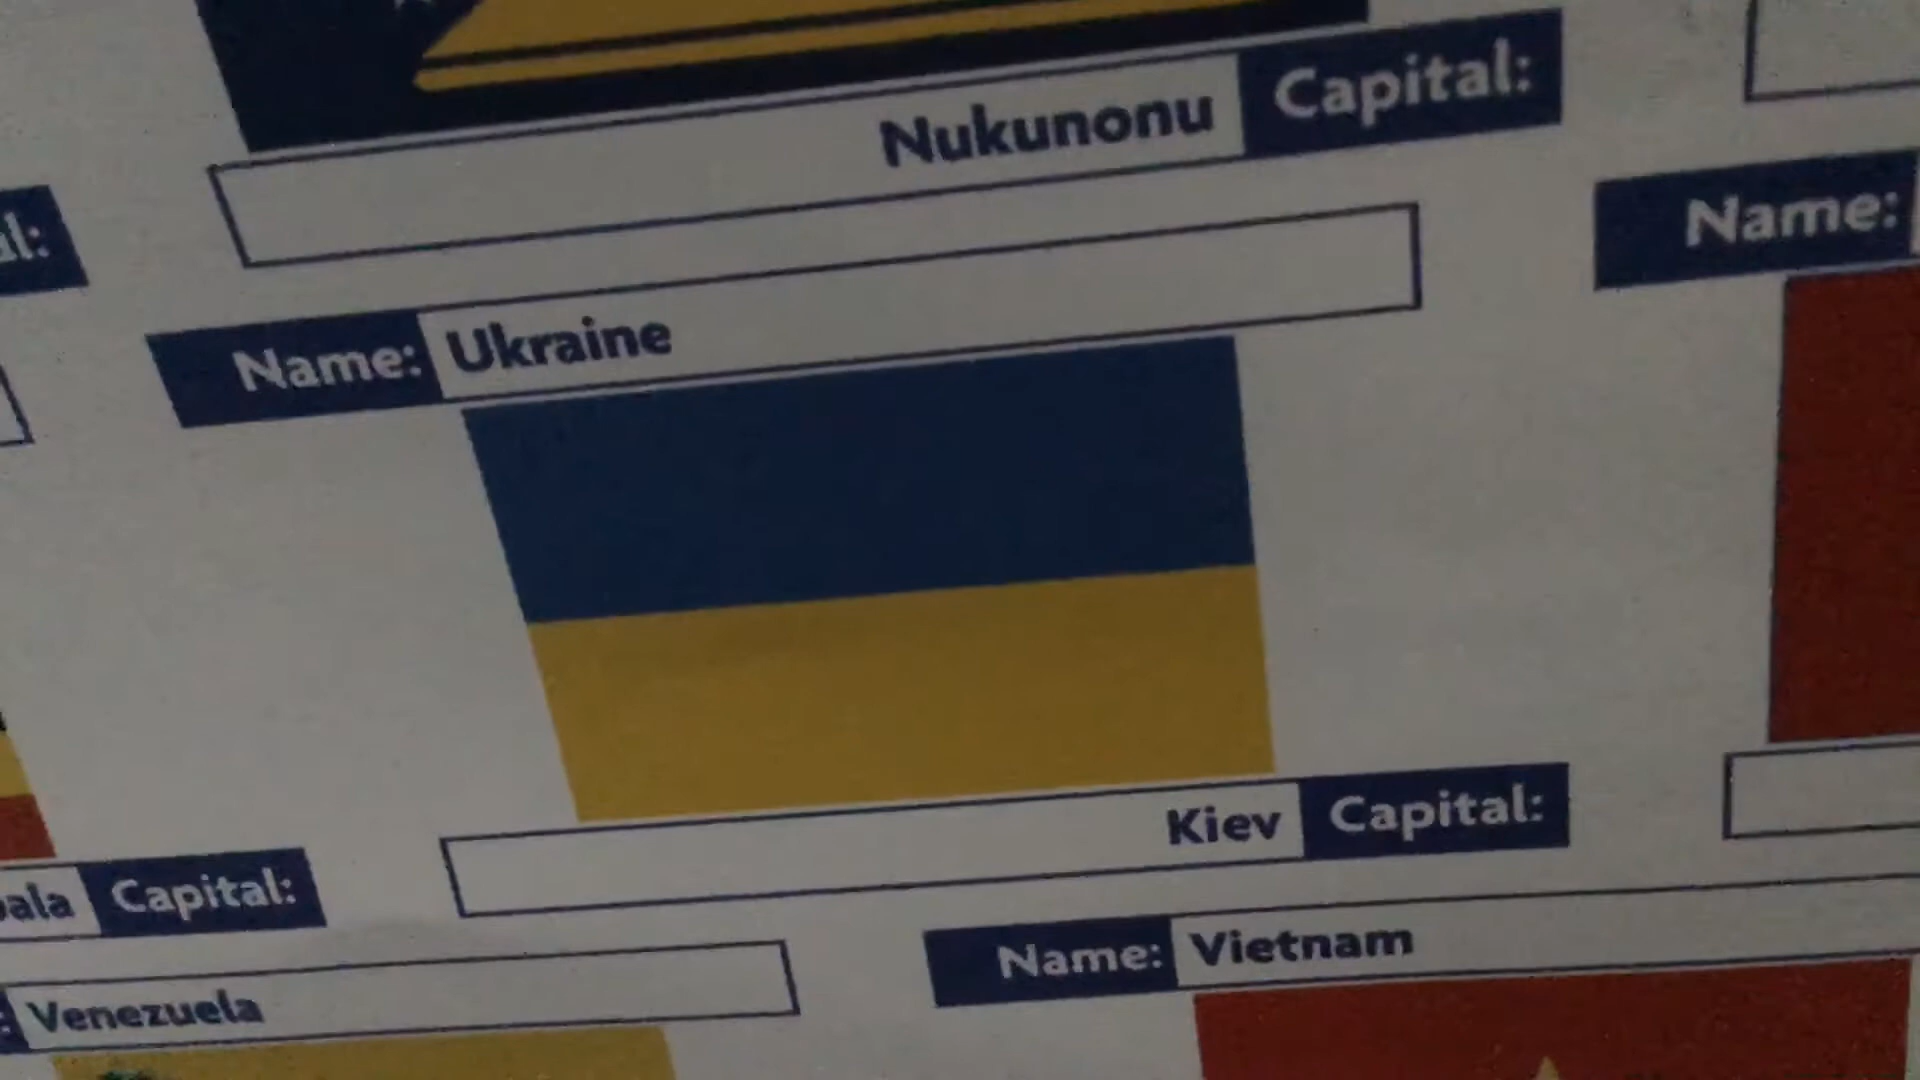 Nukunonu Capital:
Name:
Name: Ukraine
Kiev Capital:
Capital:
Name: Vietnam
Venezuela